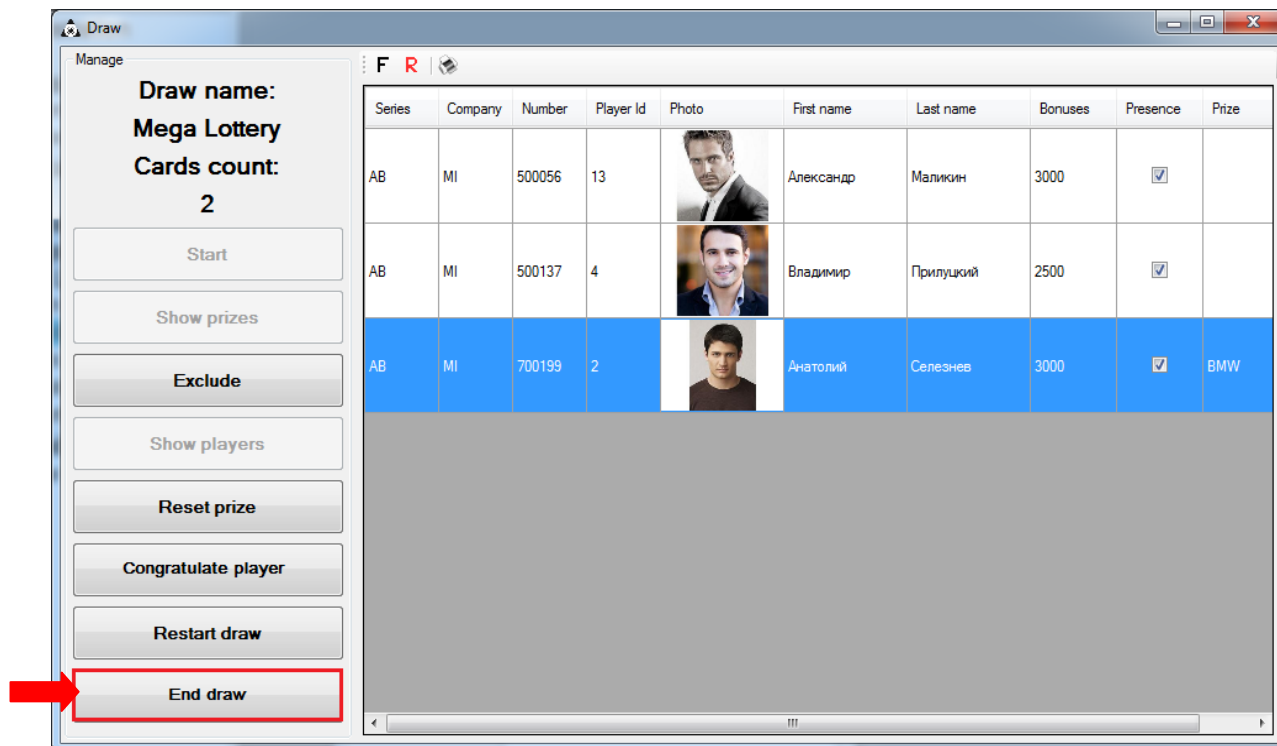 Draw
Manage
Draw name:
Mega Lottery
Cards count:
2
Start
Show prizes
Exclude
Show players
Reset prize
Congratulate player
Restart draw
End draw
F R
Series Company Number Player Id Photo First name Last name Bonuses Presence Prize
AB MI 500056 13 Александр Маликин 3000
AB MI 500137 4 Владимир Прилуцкий 2500
AB MI 700199 2 Анатолий Селезнев 3000 BMW